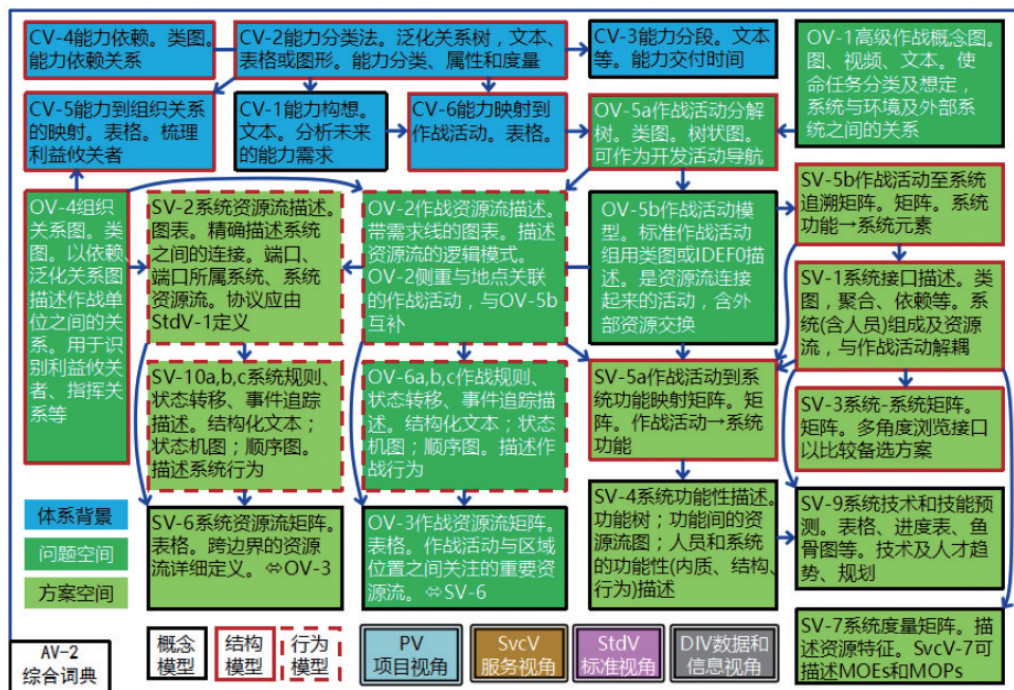 CV-4能力依赖。类图。
能力依赖关系
CV-2能力分类法。泛化关系树，文本、
表格或图形。能力分类、属性和度量
CV-3能力分段。文本
等。能力交付时间
OV-1高级作战概念图。
图、视频、文本。使
命任务分类及想定，
系统与环境及外部系
统之间的关系
CV-5能力到组织关系
的映射。表格。梳理
利益攸关者
CV-1能力构想。
文本。分析未来
的能力需求
CV-6能力映射到
作战活动。表格。
OV-5a作战活动分解
树。类图。树状图。
可作为开发活动导航
OV-4组织
关系图。类
图。以依赖、
泛化关系图
描述作战单
位之间的关
系。用于识
别利益攸关
者、指挥关
系等
SV-2系统资源流描述。
图表。精确描述系统
之间的连接。端口、
端口所属系统、系统
资源流。协议应由
StdV-1定义
OV-2作战资源流描述。
带需求线的图表。描述
资源流的逻辑模式。
OV-2侧重与地点关联
的作战活动，与OV-5b
互补
OV-5b作战活动模
型。标准作战活动
组用类图或IDEF0描
述。是资源流连接
起来的活动，含外
部资源交换
SV-5b作战活动至系统
追溯矩阵。矩阵。系统
功能→系统元素
SV-1系统接口描述。类
图，聚合、依赖等。系
统(含人员)组成及资源
流，与作战活动解耦
SV-10a,b,c系统规则、
状态转移、事件追踪
描述。结构化文本；
状态机图；顺序图。
描述系统行为
OV-6a,b,c作战规则、
状态转移、事件追踪
描述。结构化文本；状
态机图；顺序图。描述作
战行为
SV-5a作战活动到系
统功能映射矩阵。矩
阵。作战活动→系统
功能
SV-3系统-系统矩阵。
矩阵。多角度浏览接口
以比较备选方案
SV-6系统资源流矩阵。
表格。跨边界的资源
流详细定义。⇔OV-3
OV-3作战资源流矩阵。
表格。作战活动与区域
位置之间关注的重要资
源流。⇔SV-6
SV-4系统功能性描述。
功能树；功能间的资
源流图；人员和系统
的功能性(内质、结构、
行为)描述
SV-9系统技术和技能预
测。表格、进度表、鱼
骨图等。技术及人才趋
势、规划
SV-7系统度量矩阵。描
述资源特征。SvcV-7可
描述MOEs和MOPs
体系背景
问题空间
方案空间
AV-2
综合词典
概念
模型
结构
模型
行为
模型
PV
项目视角
SvcV
服务视角
StdV
标准视角
DIV数据和
信息视角